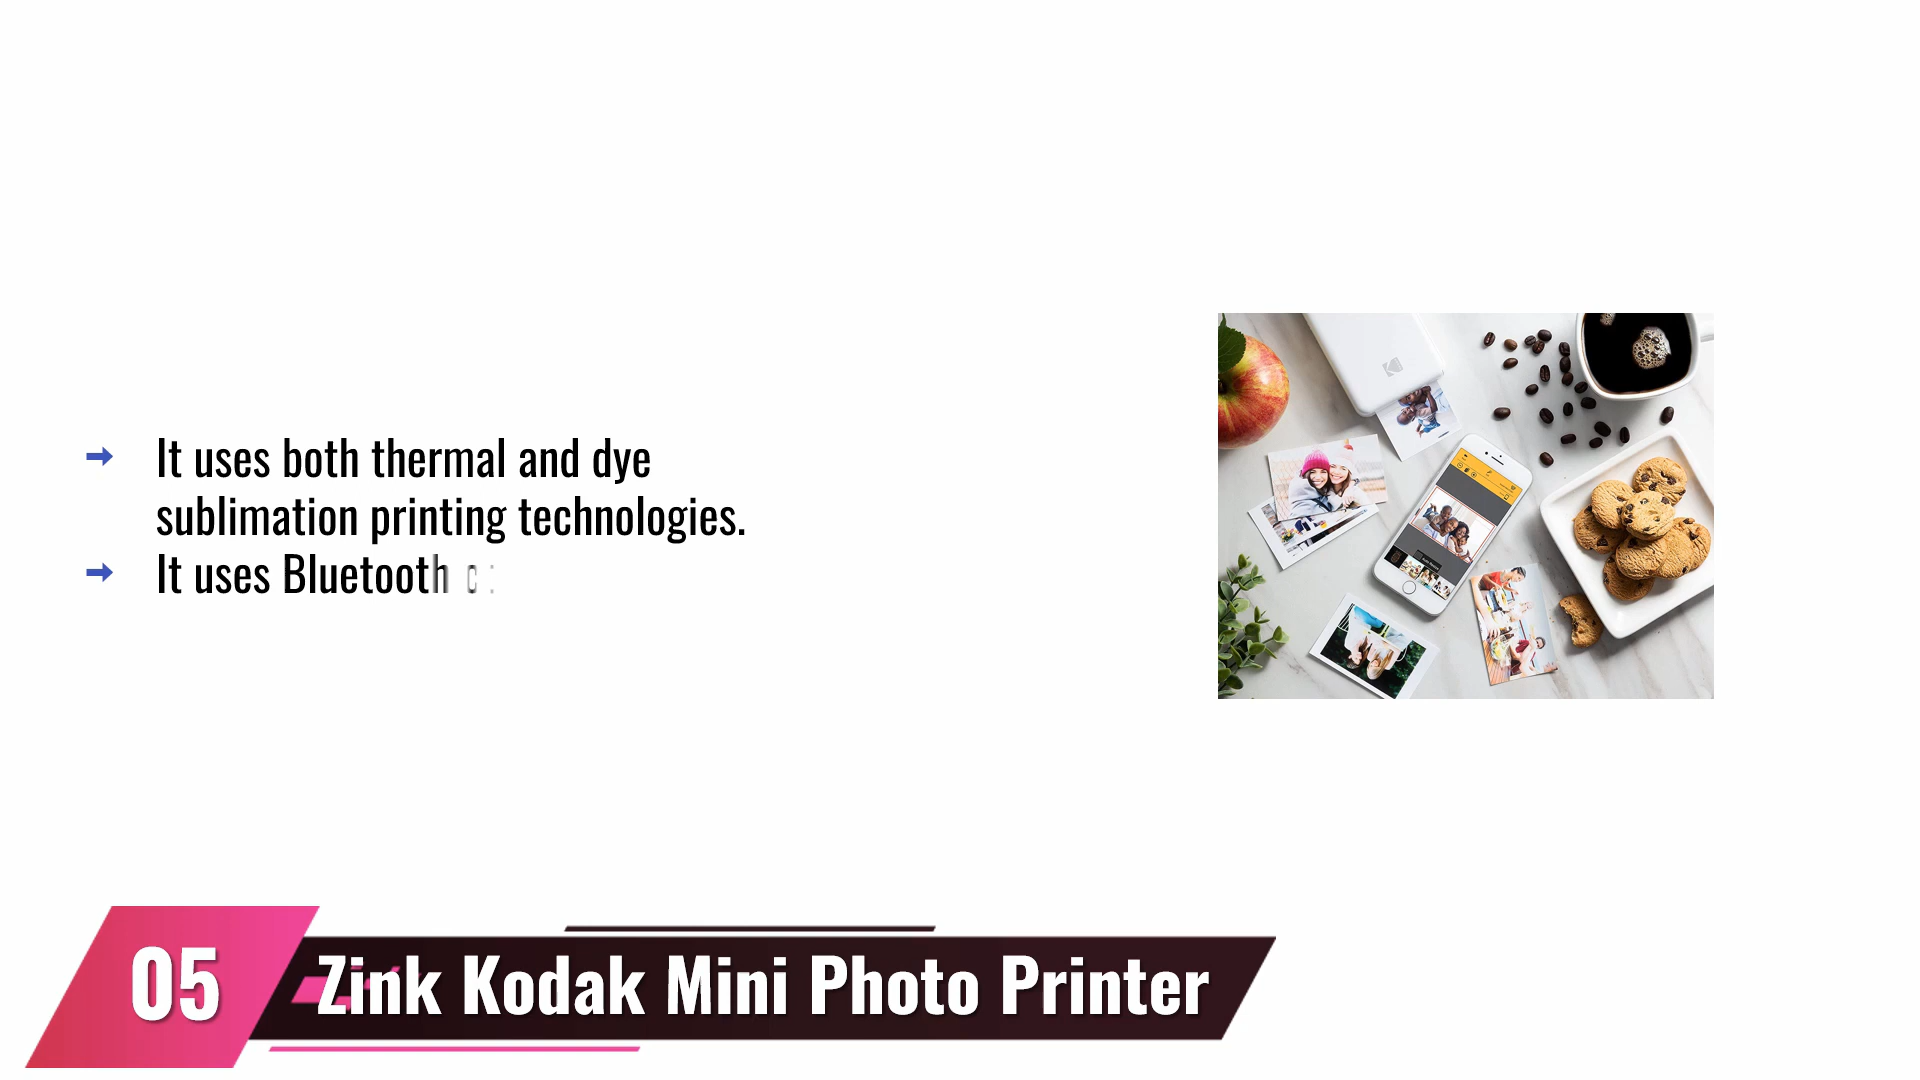 It uses both thermal and dye
sublimation printing technologies.
It uses Bluetooth
05
Zink Kodak Mini Photo Printer